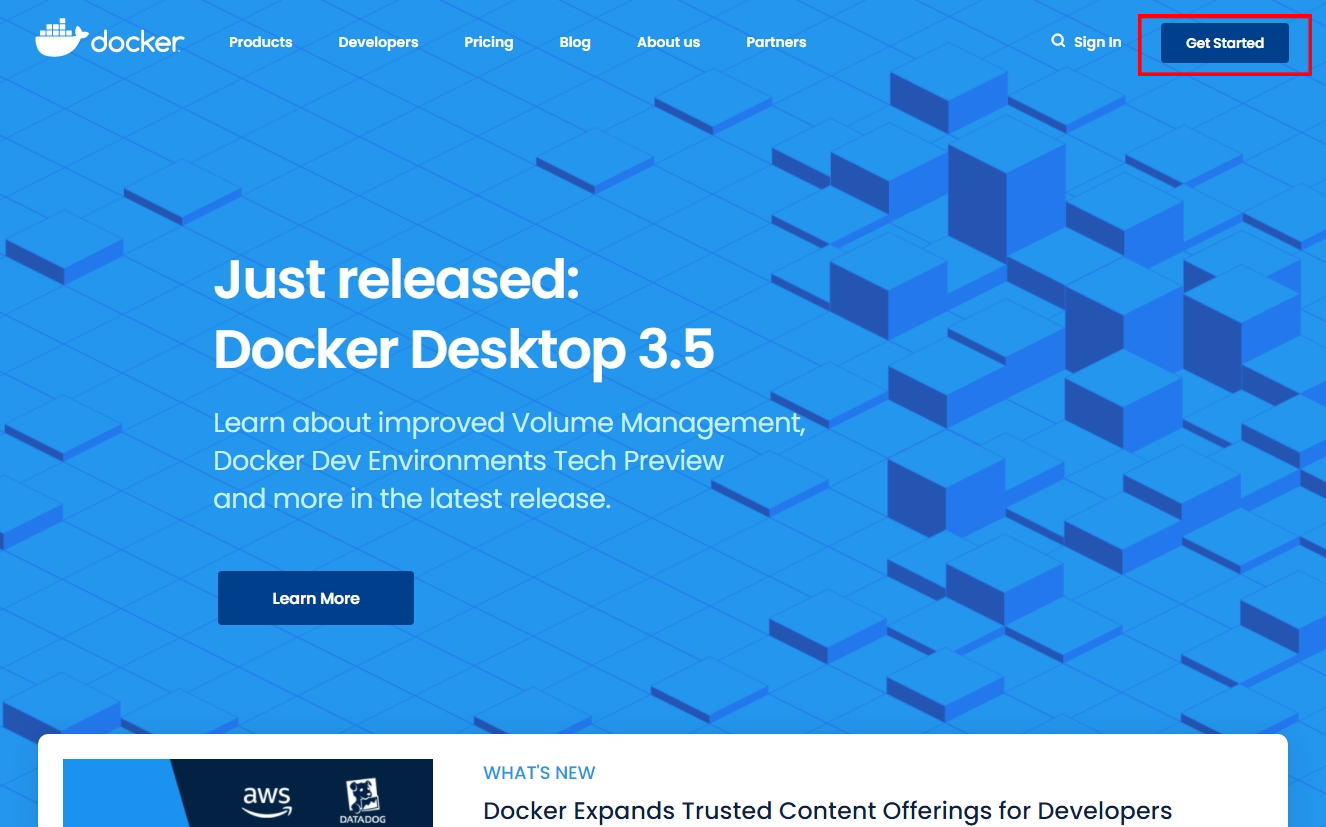 docker
Products Developers Pricing Blog About us Partners Sign In Get Started
Just released:
Docker Desktop 3.5
Learn about improved Volume Management,
Docker Dev Environments Tech Preview
and more in the latest release.
Learn More
aws
DATADOG
WHAT'S NEW
Docker Expands Trusted Content Offerings for Developers